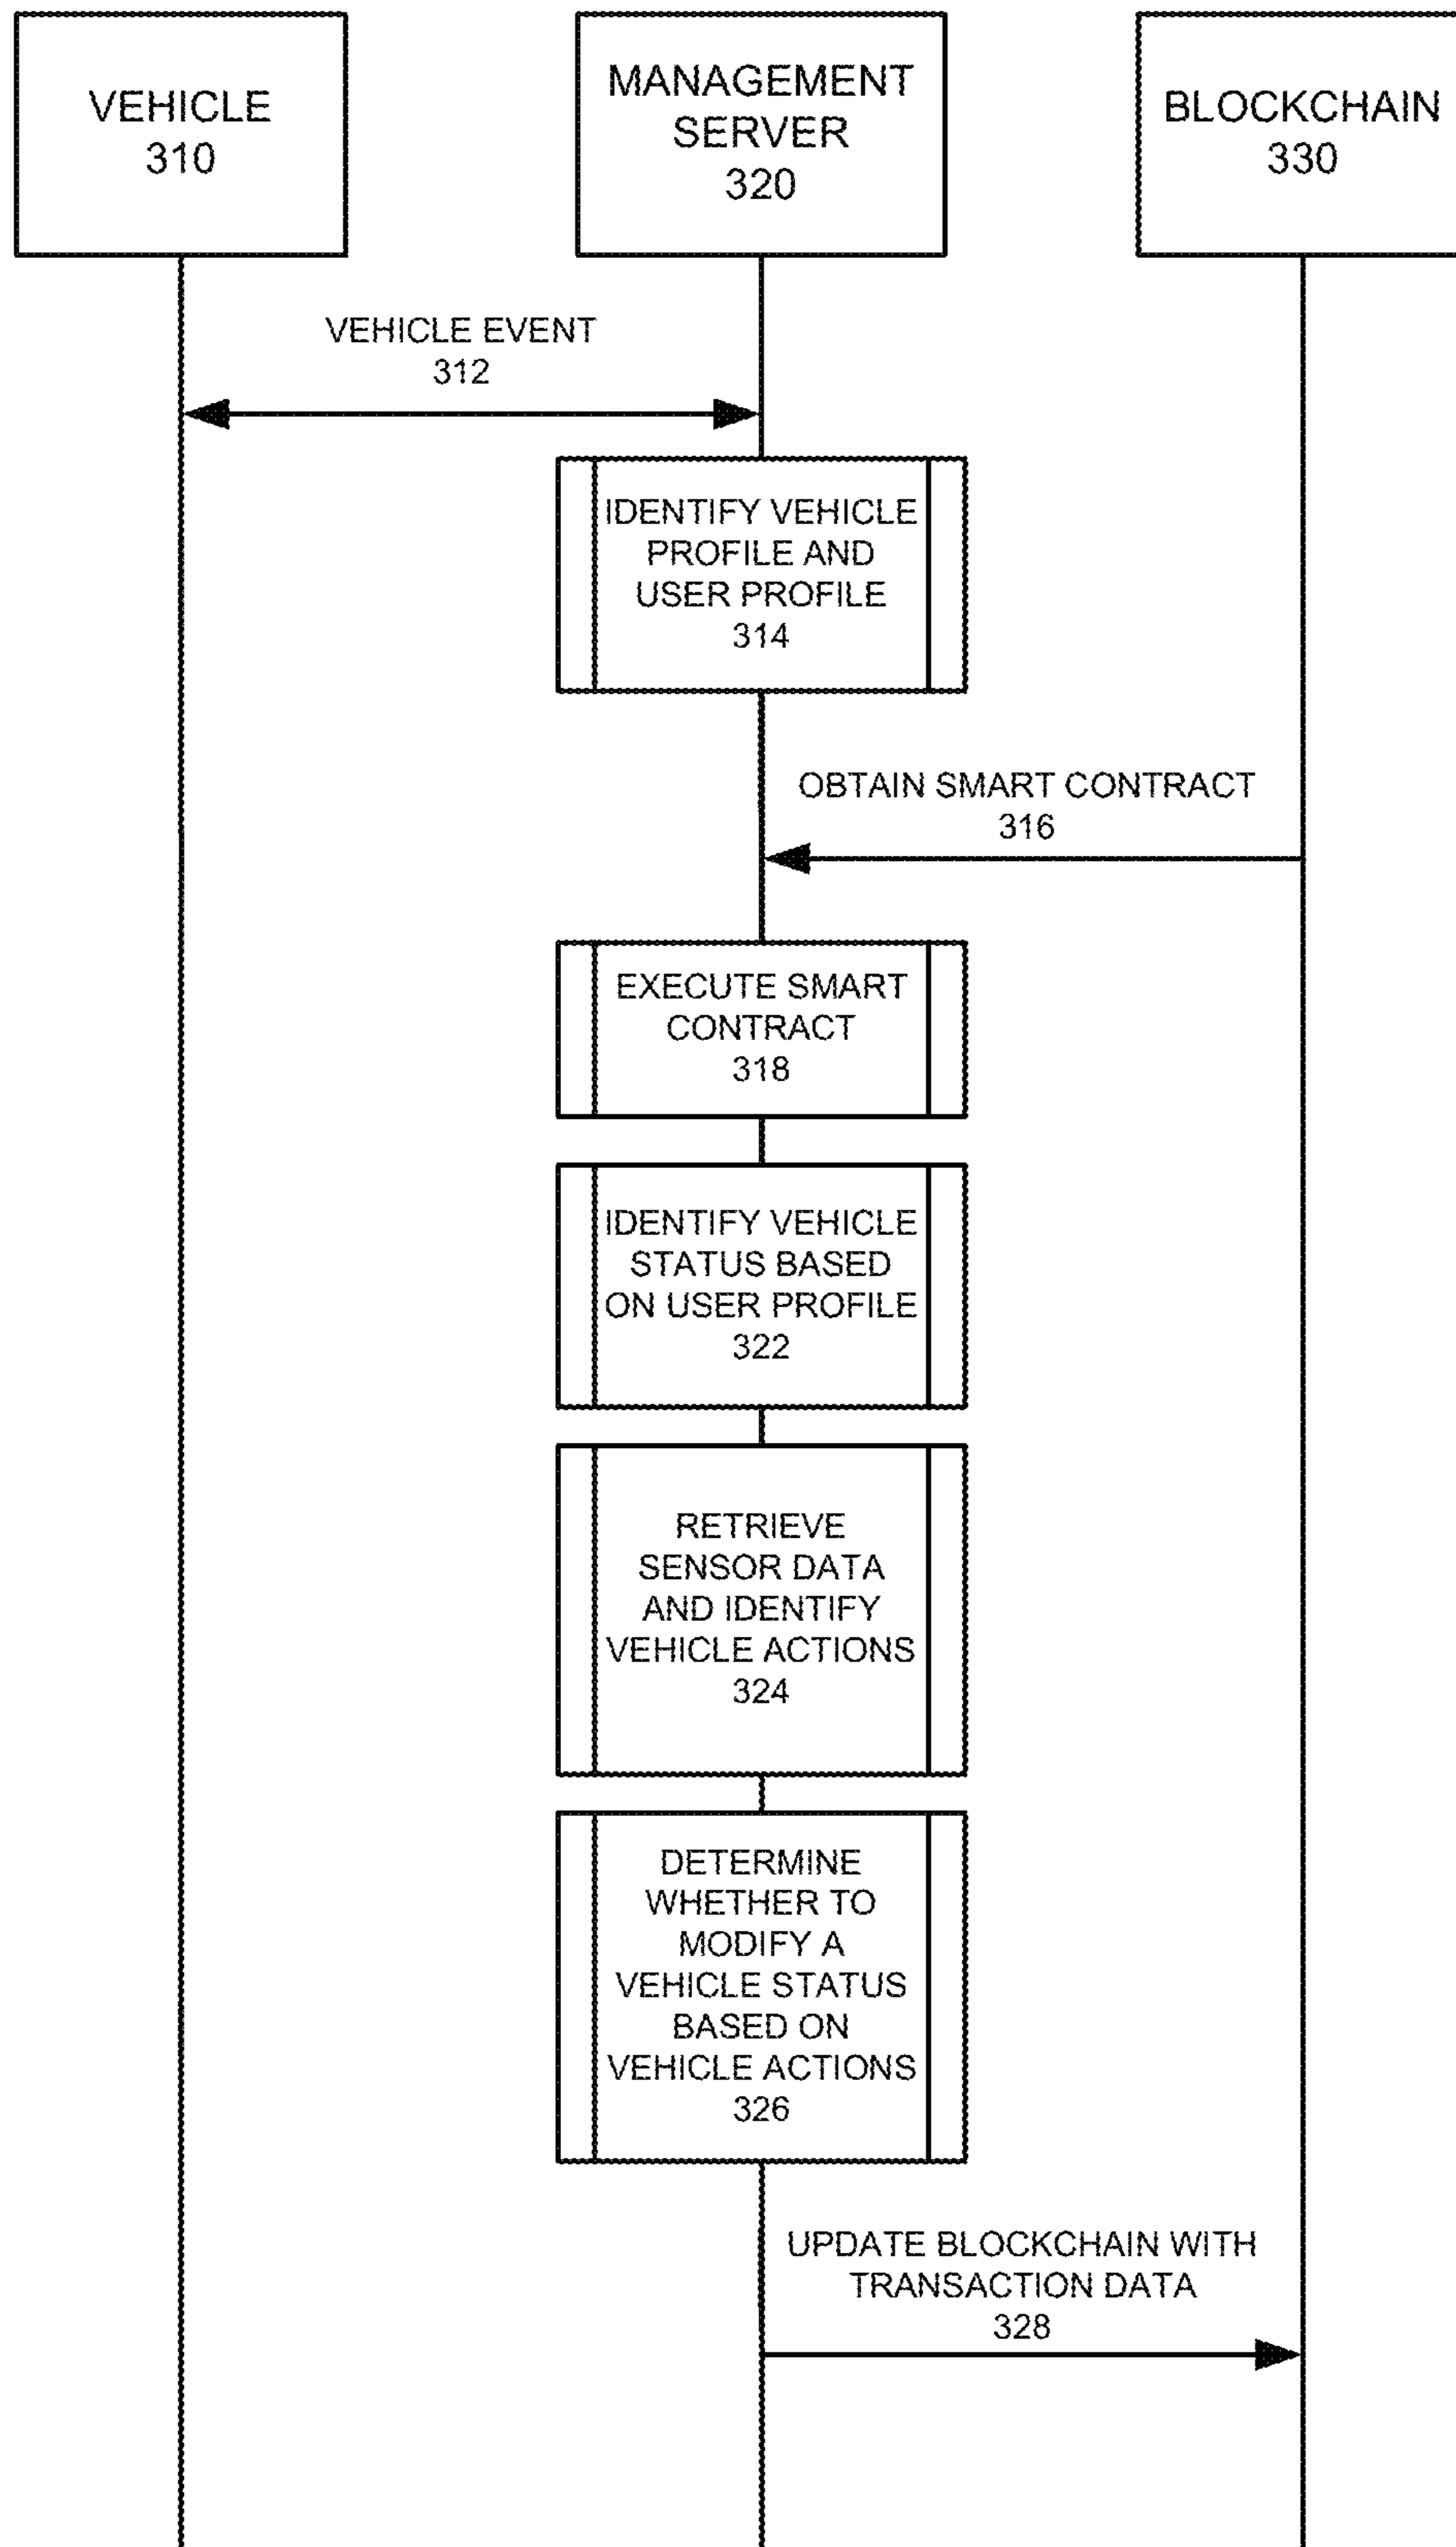 VEHICLE
310
MANAGEMENT
SERVER
320
BLOCKCHAIN
330
VEHICLE EVENT
312
IDENTIFY VEHICLE
PROFILE AND
USER PROFILE
314
OBTAIN SMART CONTRACT
316
EXECUTE SMART
CONTRACT
318
IDENTIFY VEHICLE
STATUS BASED
ON USER PROFILE
322
RETRIEVE
SENSOR DATA
AND IDENTIFY
VEHICLE ACTIONS
324
DETERMINE
WHETHER TO
MODIFY A
VEHICLE STATUS
BASED ON
VEHICLE ACTIONS
326
UPDATE BLOCKCHAIN WITH
TRANSACTION DATA
328